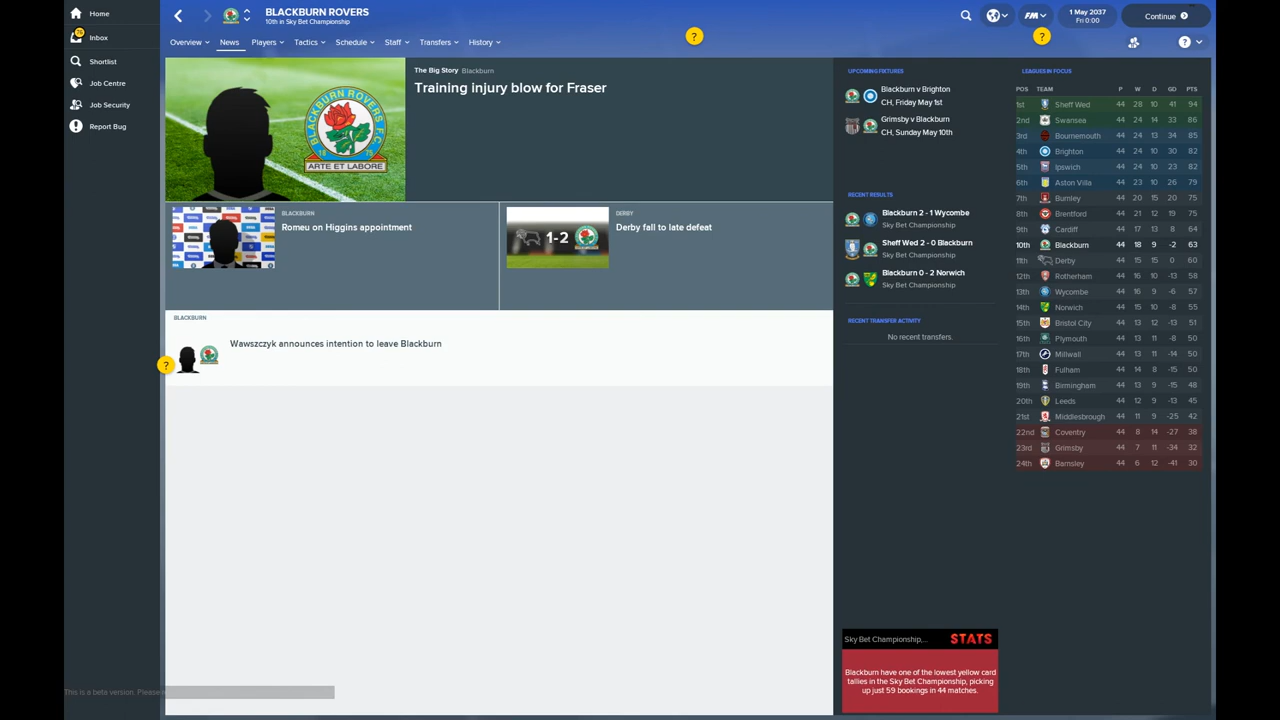 Home
Inbox
Shortlist
Job Centre
Job Security
Report Bug
BLACKBURN ROVERS
10th in Sky Bet Championship
FM
1 May 2037
Fri 0:00
Continue
Overview
News
Players
Tactics
Schedule
Staff
Transfers
History
?
?
?
BLACKBURN ROVERS F.C.
ARTE ET LABORE
The Big Story Blackburn
Training injury blow for Fraser
BLACKBURN
Romeu on Higgins appointment
1-2
DERBY
Derby fall to late defeat
BLACKBURN
?
Wawszczyk announces intention to leave Blackburn
UPCOMING FIXTURES
Blackburn v Brighton
CH, Friday May 1st
Grimsby v Blackburn
CH, Sunday May 10th
RECENT RESULTS
Blackburn 2 - 1 Wycombe
Sky Bet Championship
Sheff Wed 2 - 0 Blackburn
Sky Bet Championship
Blackburn 0 - 2 Norwich
Sky Bet Championship
RECENT TRANSFER ACTIVITY
No recent transfers.
LEAGUES IN FOCUS
POS TEAM P W D GD PTS
1st Sheff Wed 44 28 10 41 94
2nd Swansea 44 24 14 33 86
3rd Bournemouth 44 24 13 34 85
4th Brighton 44 24 10 30 82
5th Ipswich 44 24 10 23 82
6th Aston Villa 44 23 10 26 79
7th Burnley 44 20 15 20 75
8th Brentford 44 21 12 19 75
9th Cardiff 44 17 13 8 64
10th Blackburn 44 18 9 -2 63
11th Derby 44 15 15 0 60
12th Rotherham 44 16 10 -13 58
13th Wycombe 44 16 9 -6 57
14th Norwich 44 15 10 -8 55
15th Bristol City 44 13 12 -13 51
16th Plymouth 44 13 11 -8 50
17th Millwall 44 13 11 -14 50
18th Fulham 44 14 8 -15 50
19th Birmingham 44 13 9 -15 48
20th Leeds 44 12 9 -13 45
21st Middlesbrough 44 11 9 -25 42
22nd Coventry 44 8 14 -27 38
23rd Grimsby 44 7 11 -34 32
24th Barnsley 44 6 12 -41 30
Sky Bet Championship,... STATS
Blackburn have one of the lowest yellow card
tallies in the Sky Bet Championship, picking
up just 59 bookings in 44 matches.
This is a beta version. Please